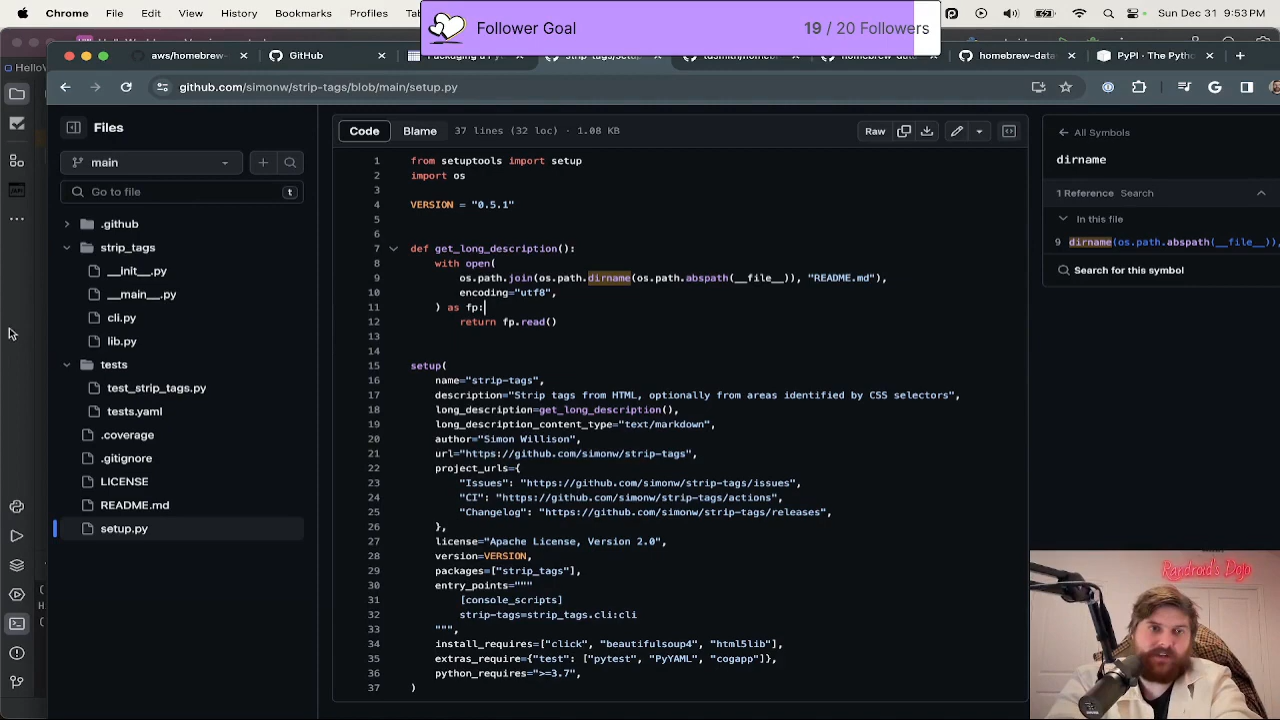 Chrome File Edit View History Bookmarks Profiles
Sun Dec 31 9:53 PM
Follower Goal 19 / 20 Followers
aws/homebrew-
GitHub
strip-tags/setup
homebrew-data
PyPI · The Pyt
github.com/simonw/strip-tags/blob/main/setup.py
Files
main
Go to file
t
.github
strip_tags
__init__.py
__main__.py
cli.py
lib.py
tests
test_strip_tags.py
tests.yaml
.coverage
.gitignore
LICENSE
README.md
setup.py
Code Blame 37 lines (32 loc) · 1.08 KB
Raw
1 from setuptools import setup
2 import os
3
4 VERSION = "0.5.1"
5
6
7 def get_long_description():
8 with open(
9 os.path.join(os.path.dirname(os.path.abspath(__file__)), "README.md"),
10 encoding="utf8",
11 ) as fp:
12 return fp.read()
13
14
15 setup(
16 name="strip-tags",
17 description="Strip tags from HTML, optionally from areas identified by CSS selectors",
18 long_description=get_long_description(),
19 long_description_content_type="text/markdown",
20 author="Simon Willison",
21 url="https://github.com/simonw/strip-tags",
22 project_urls={
23 "Issues": "https://github.com/simonw/strip-tags/issues",
24 "CI": "https://github.com/simonw/strip-tags/actions",
25 "Changelog": "https://github.com/simonw/strip-tags/releases",
26 },
27 license="Apache License, Version 2.0",
28 version=VERSION,
29 packages=["strip_tags"],
30 entry_points="""
31 [console_scripts]
32 strip-tags=strip_tags.cli:cli
33 """,
34 install_requires=["click", "beautifulsoup4", "html5lib"],
35 extras_require={"test": ["pytest", "PyYAML", "cogapp"]},
36 python_requires=">=3.7",
37 )
All Symbols
dirname
1 Reference Search
In this file
9 dirname(os.path.abspath(__file__)),
Search for this symbol
Randroid's Dojo